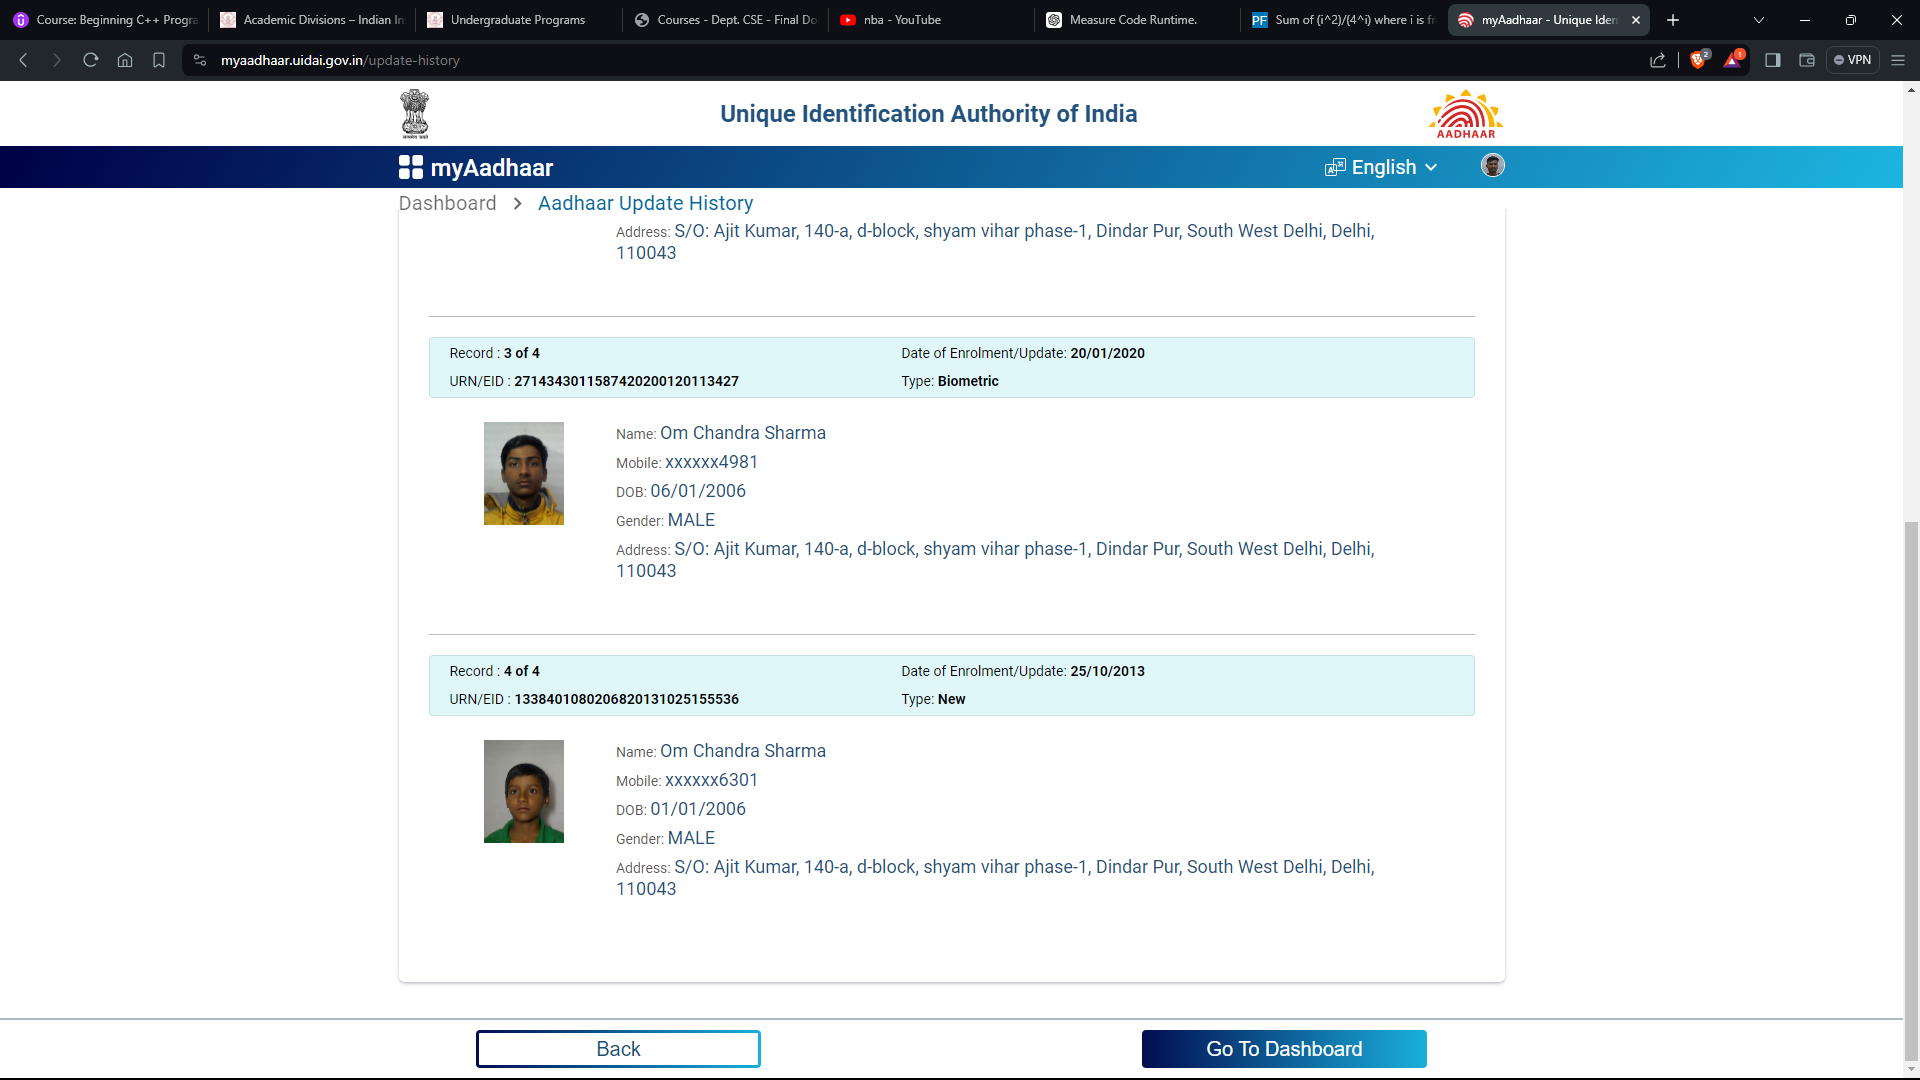 Course: Beginning C++ Progra
Academic Divisions – Indian In
Undergraduate Programs
Courses - Dept. CSE - Final Do
nba - YouTube
Measure Code Runtime.
PF Sum of (i^2)/(4^i) where i is fr
myAadhaar - Unique Iden
myaadhaar.uidai.gov.in/update-history
2
1
VPN
Unique Identification Authority of India
AADHAAR
myAadhaar
English
Dashboard > Aadhaar Update History
Address: S/O: Ajit Kumar, 140-a, d-block, shyam vihar phase-1, Dindar Pur, South West Delhi, Delhi,
110043
Record : 3 of 4
Date of Enrolment/Update: 20/01/2020
URN/EID : 2714343011587420200120113427
Type: Biometric
Name: Om Chandra Sharma
Mobile: xxxxxx4981
DOB: 06/01/2006
Gender: MALE
Address: S/O: Ajit Kumar, 140-a, d-block, shyam vihar phase-1, Dindar Pur, South West Delhi, Delhi,
110043
Record : 4 of 4
Date of Enrolment/Update: 25/10/2013
URN/EID : 1338401080206820131025155536
Type: New
Name: Om Chandra Sharma
Mobile: xxxxxx6301
DOB: 01/01/2006
Gender: MALE
Address: S/O: Ajit Kumar, 140-a, d-block, shyam vihar phase-1, Dindar Pur, South West Delhi, Delhi,
110043
Back
Go To Dashboard